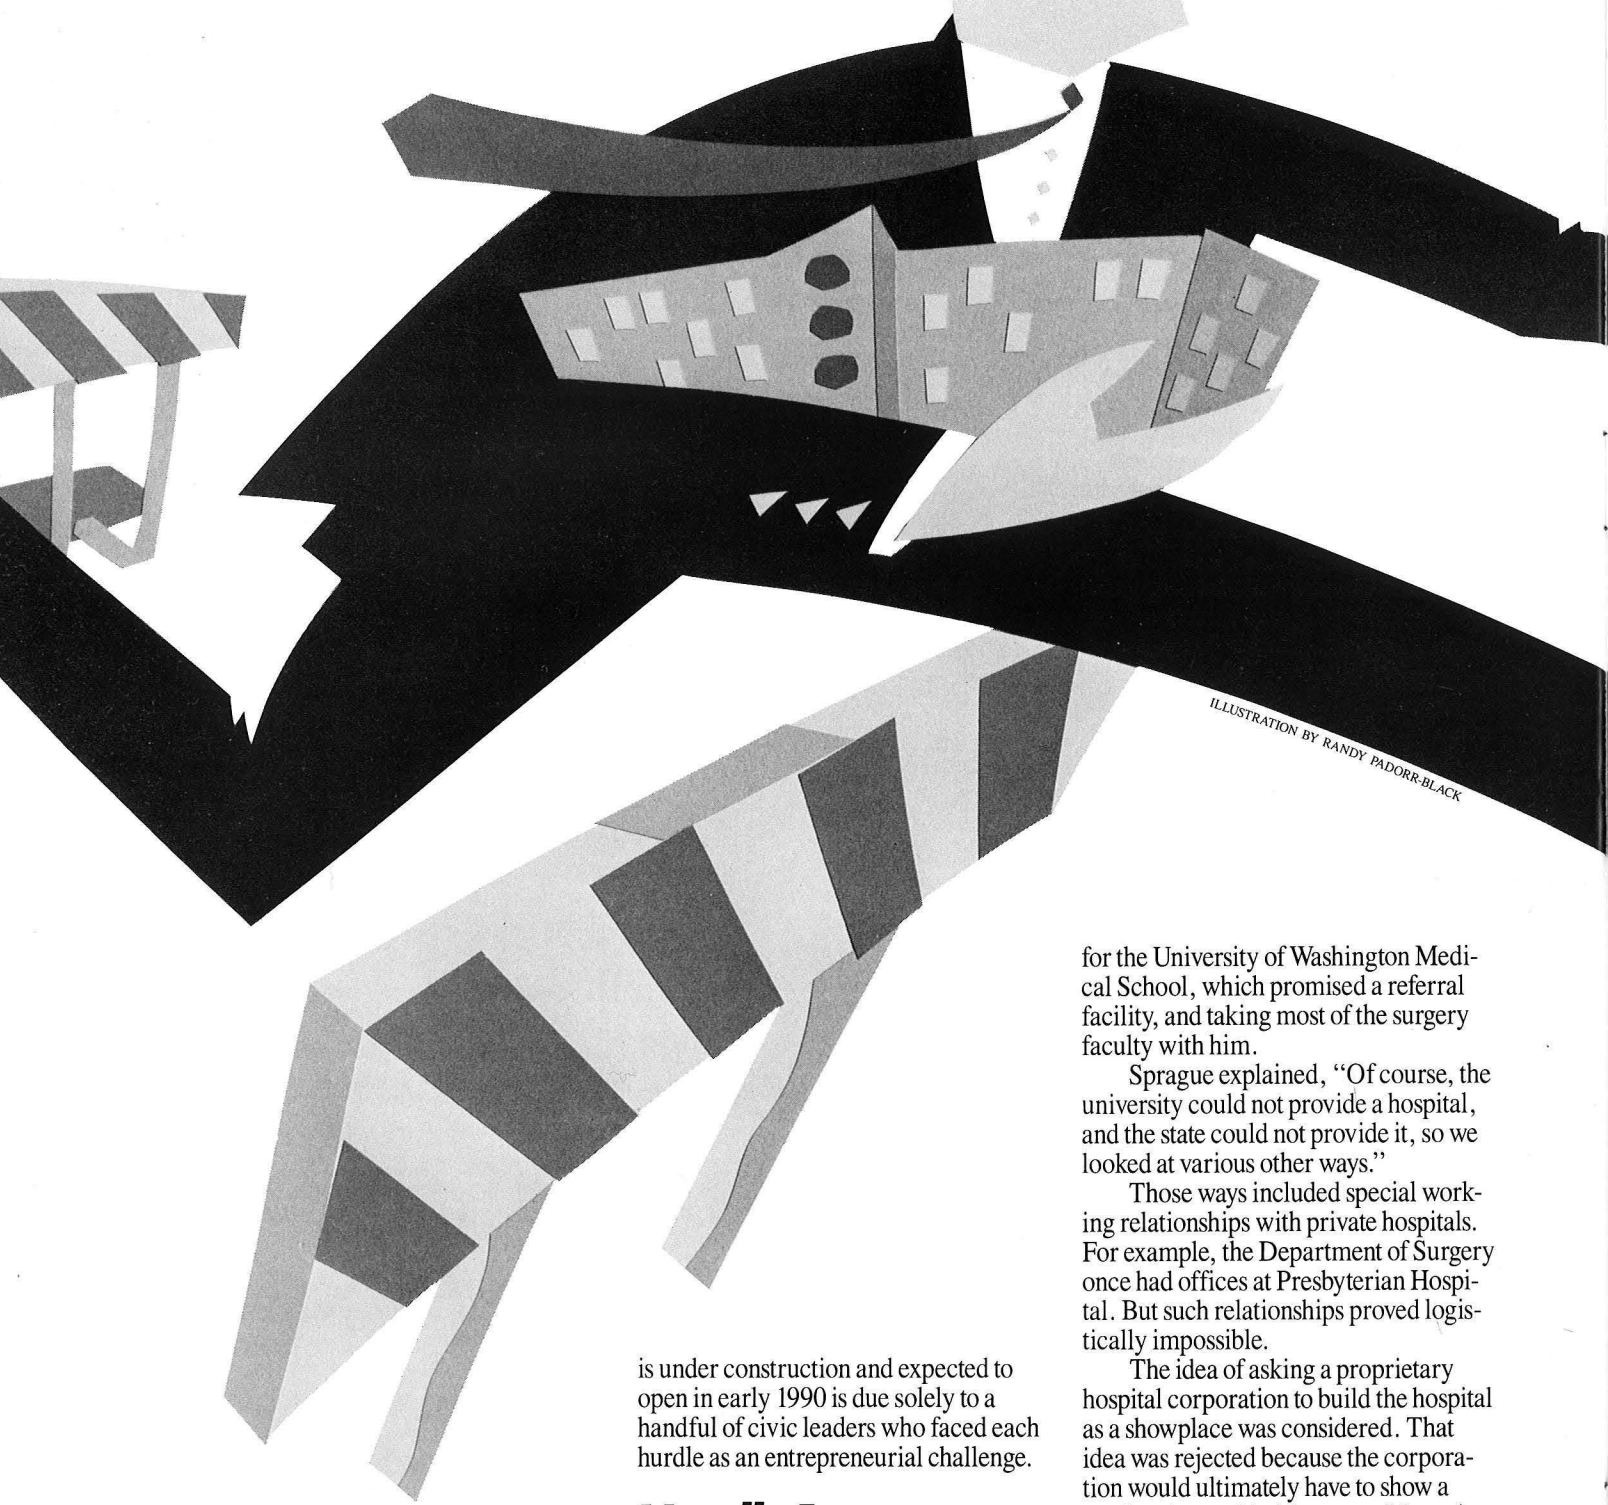 ILLUSTRATION BY RANDY PADORR-BLACK
is under construction and expected to
open in early 1990 is due solely to a
handful of civic leaders who faced each
hurdle as an entrepreneurial challenge.
for the University of Washington Medi-
cal School, which promised a referral
facility, and taking most of the surgery
faculty with him.
Sprague explained, “Of course, the
university could not provide a hospital,
and the state could not provide it, so we
looked at various other ways.”
Those ways included special work-
ing relationships with private hospitals.
For example, the Department of Surgery
once had offices at Presbyterian Hospi-
tal. But such relationships proved logis-
tically impossible.
The idea of asking a proprietary
hospital corporation to build the hospital
as a showplace was considered. That
idea was rejected because the corpora-
tion would ultimately have to show a